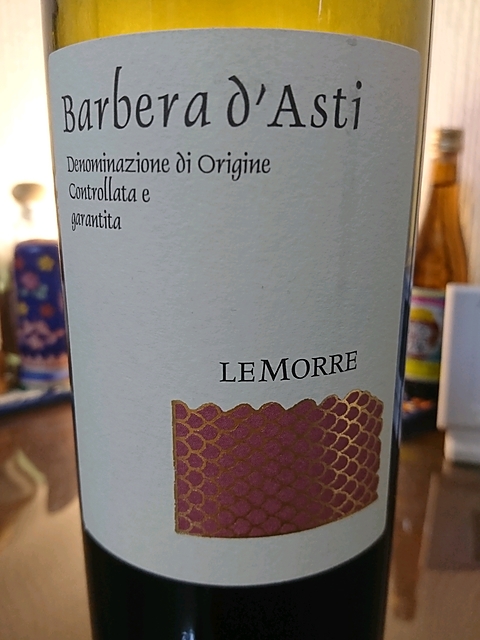 Barbera d'Asti
Denominazione di Origine
Controllata e
garantita
LEMORRE